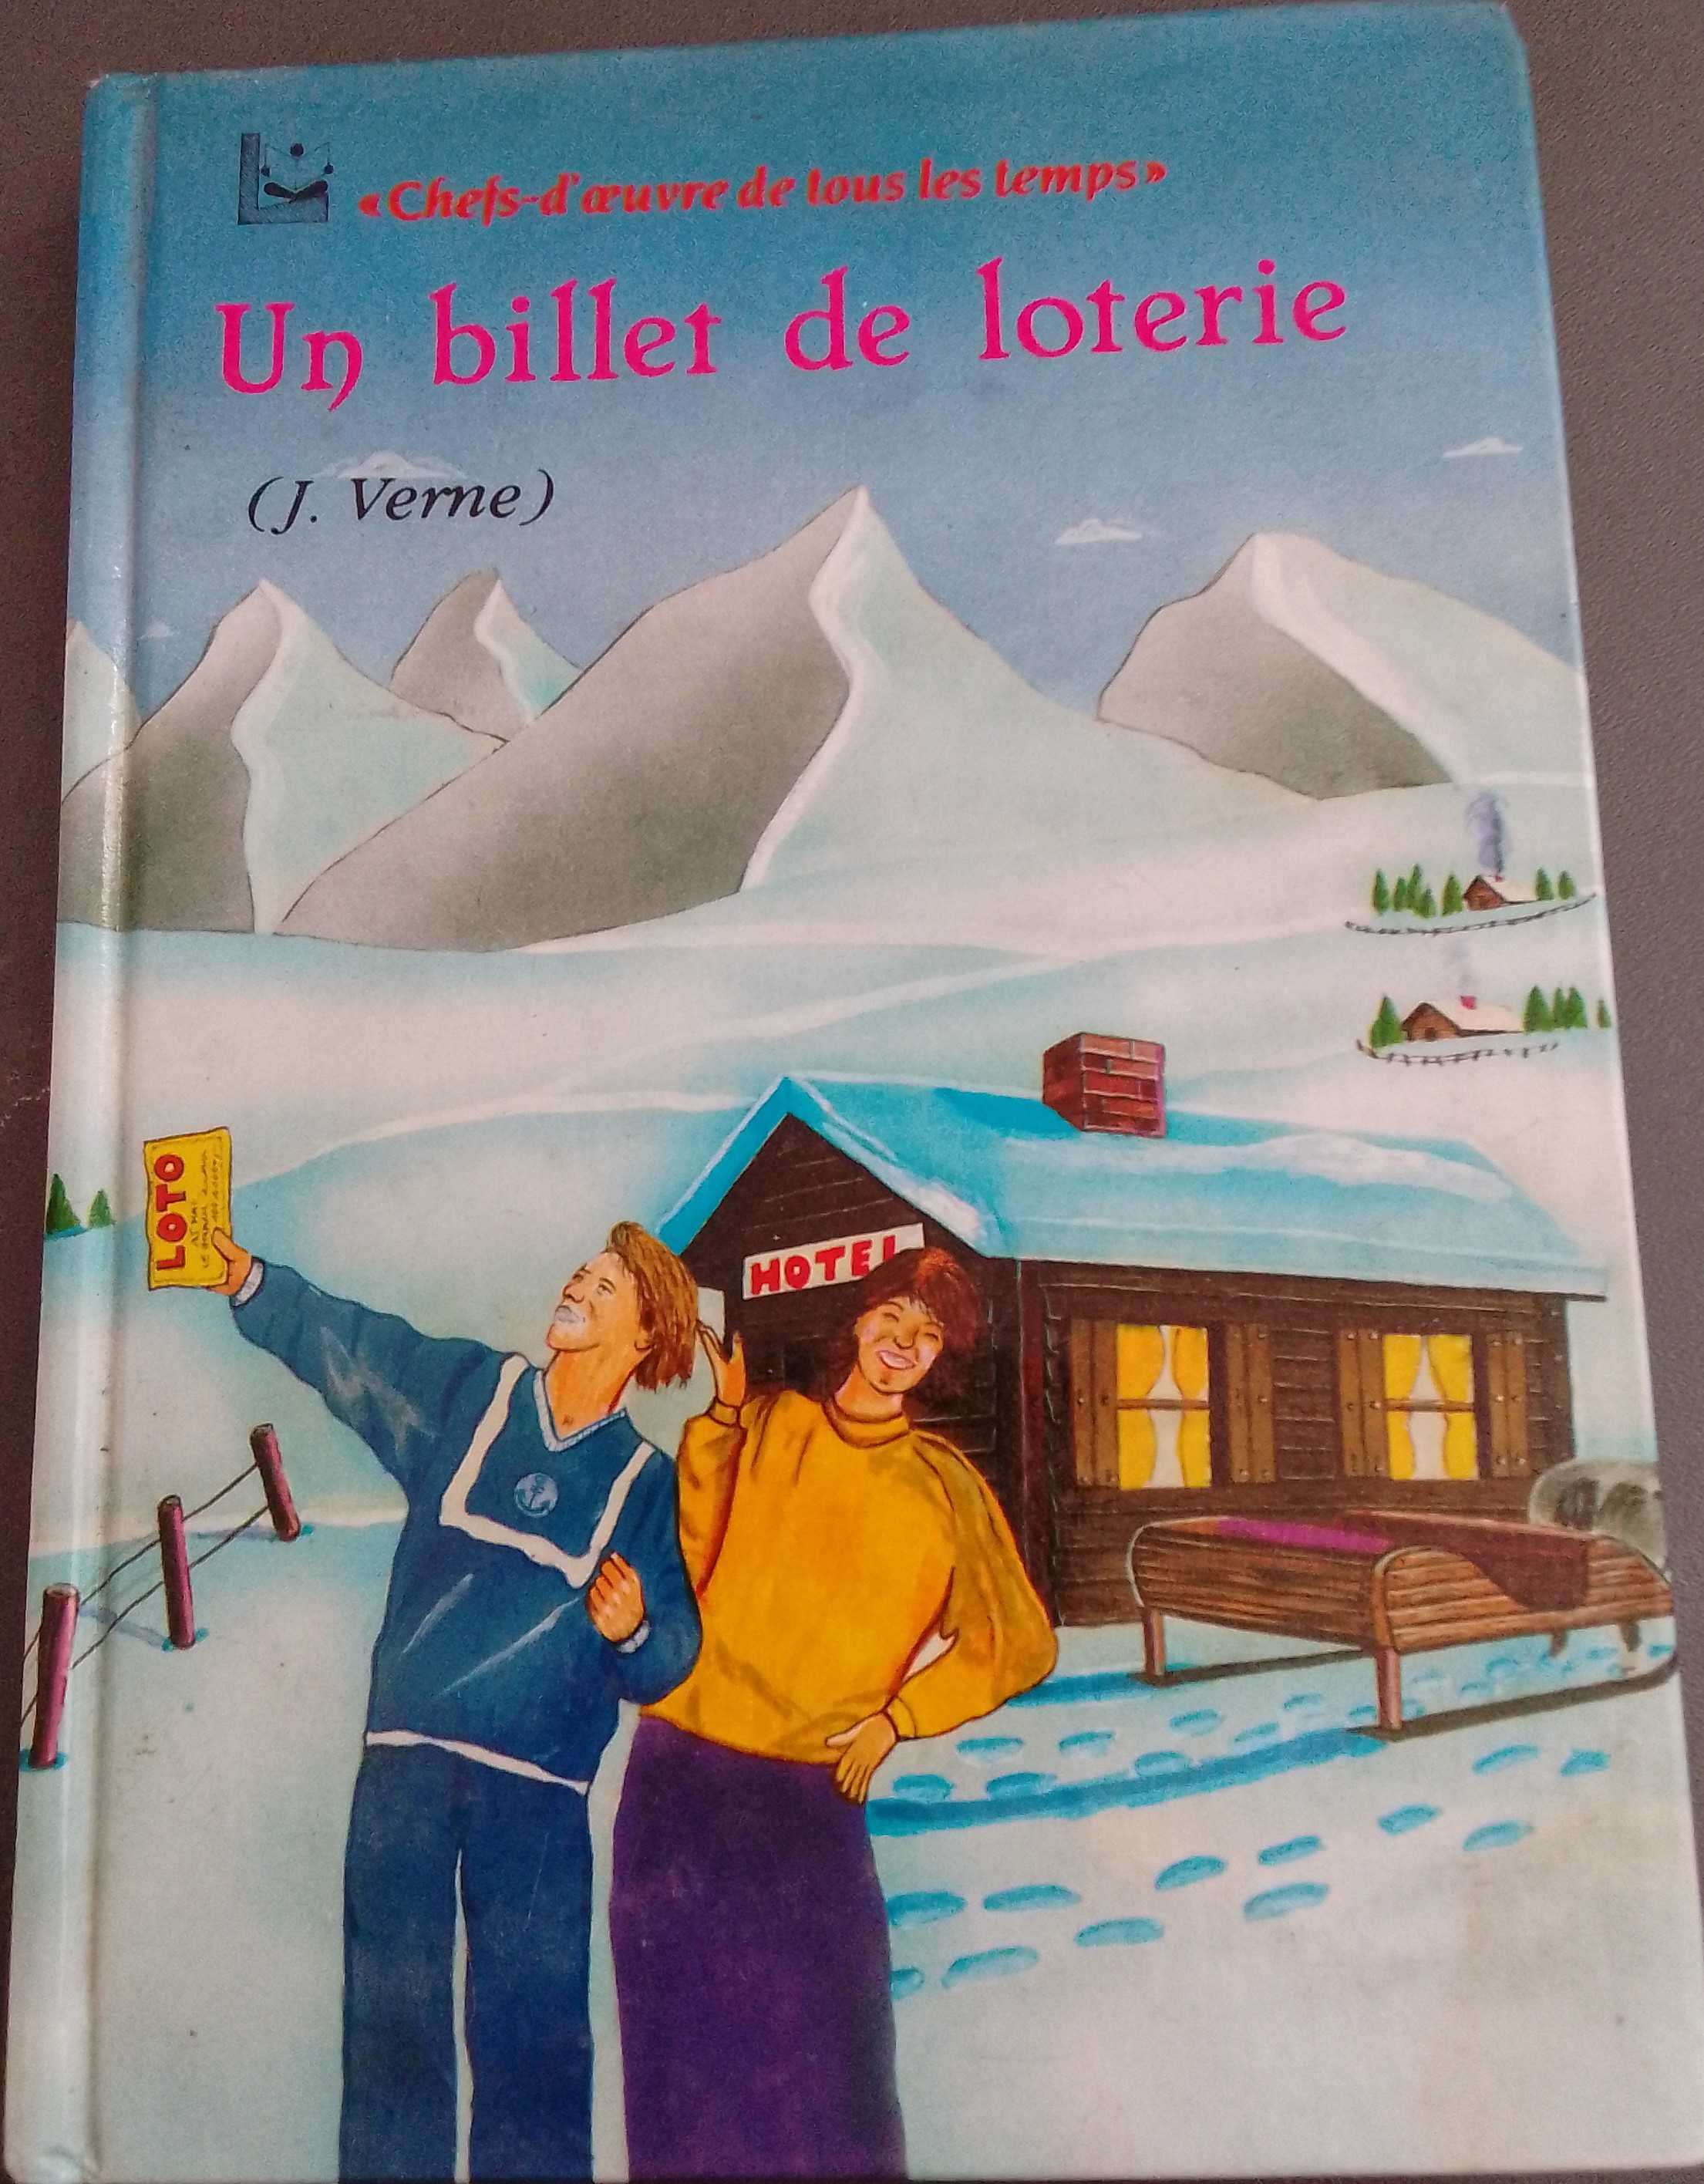 «Chefs-d'œuvre de tous les temps»
Un billet de loterie
(J. Verne)
LOTO
HOTEL